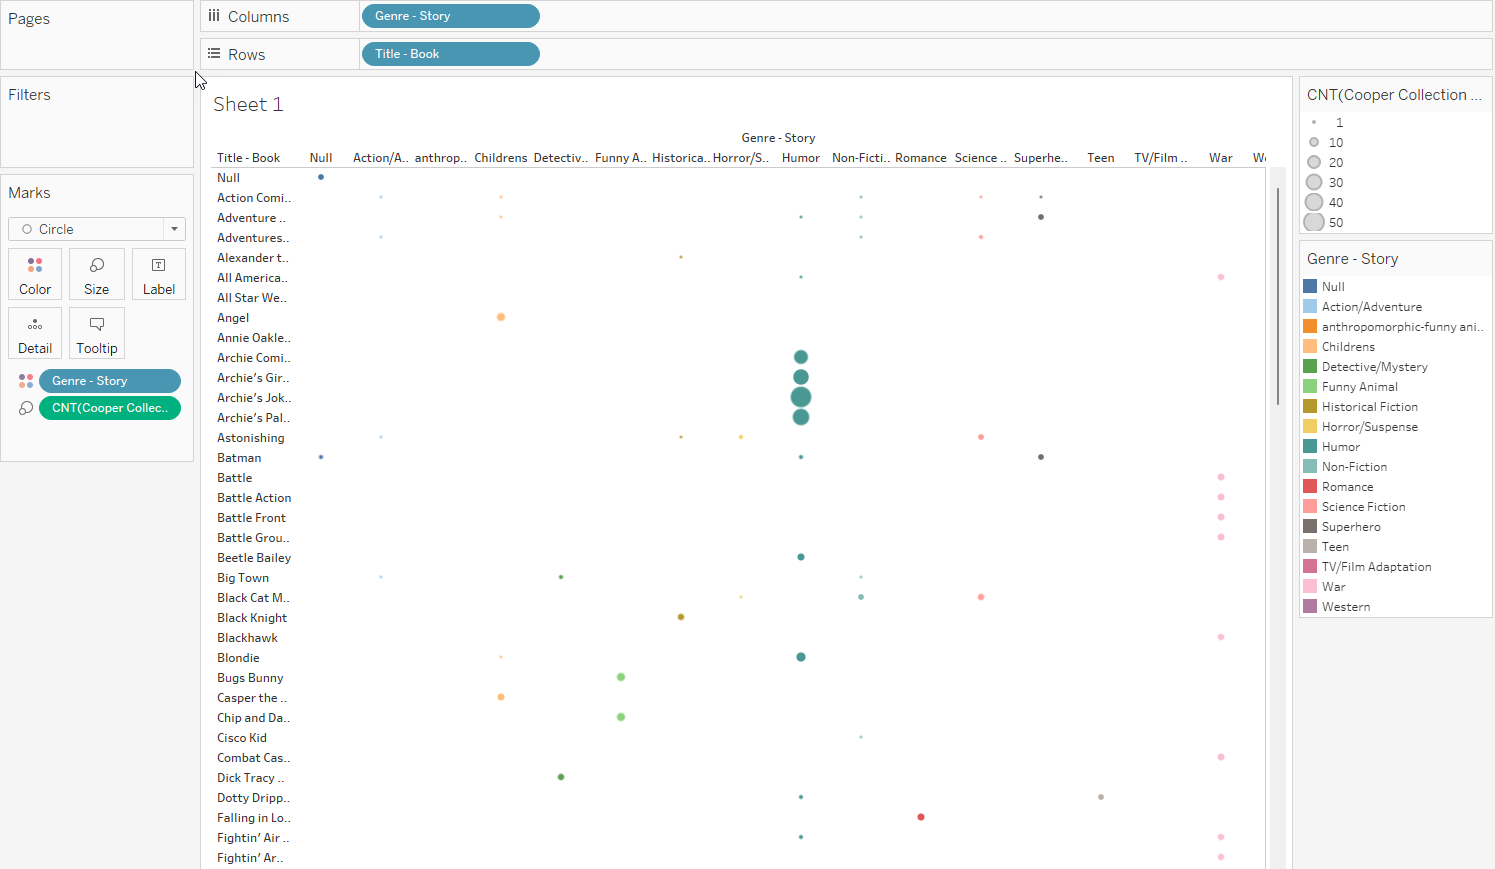 Pages
Columns
Genre - Story
Rows
Title - Book
Filters
Marks
Circle
Color
Size
Label
Detail
Tooltip
Genre - Story
CNT(Cooper Collec..
Sheet 1
Genre - Story
Title - Book Null Action/A.. anthrop.. Childrens Detectiv.. Funny A.. Historica.. Horror/S.. Humor Non-Ficti.. Romance Science .. Superhe.. Teen TV/Film .. War We
Null
Action Comi..
Adventure ..
Adventures..
Alexander t..
All America..
All Star We..
Angel
Annie Oakle..
Archie Comi..
Archie's Gir..
Archie's Jok..
Archie's Pal..
Astonishing
Batman
Battle
Battle Action
Battle Front
Battle Grou..
Beetle Bailey
Big Town
Black Cat M..
Black Knight
Blackhawk
Blondie
Bugs Bunny
Casper the ..
Chip and Da..
Cisco Kid
Combat Cas..
Dick Tracy ..
Dotty Dripp..
Falling in Lo..
Fightin' Air ..
Fightin' Ar..
CNT(Cooper Collection ...
1
10
20
30
40
50
Genre - Story
Null
Action/Adventure
anthropomorphic-funny ani..
Childrens
Detective/Mystery
Funny Animal
Historical Fiction
Horror/Suspense
Humor
Non-Fiction
Romance
Science Fiction
Superhero
Teen
TV/Film Adaptation
War
Western